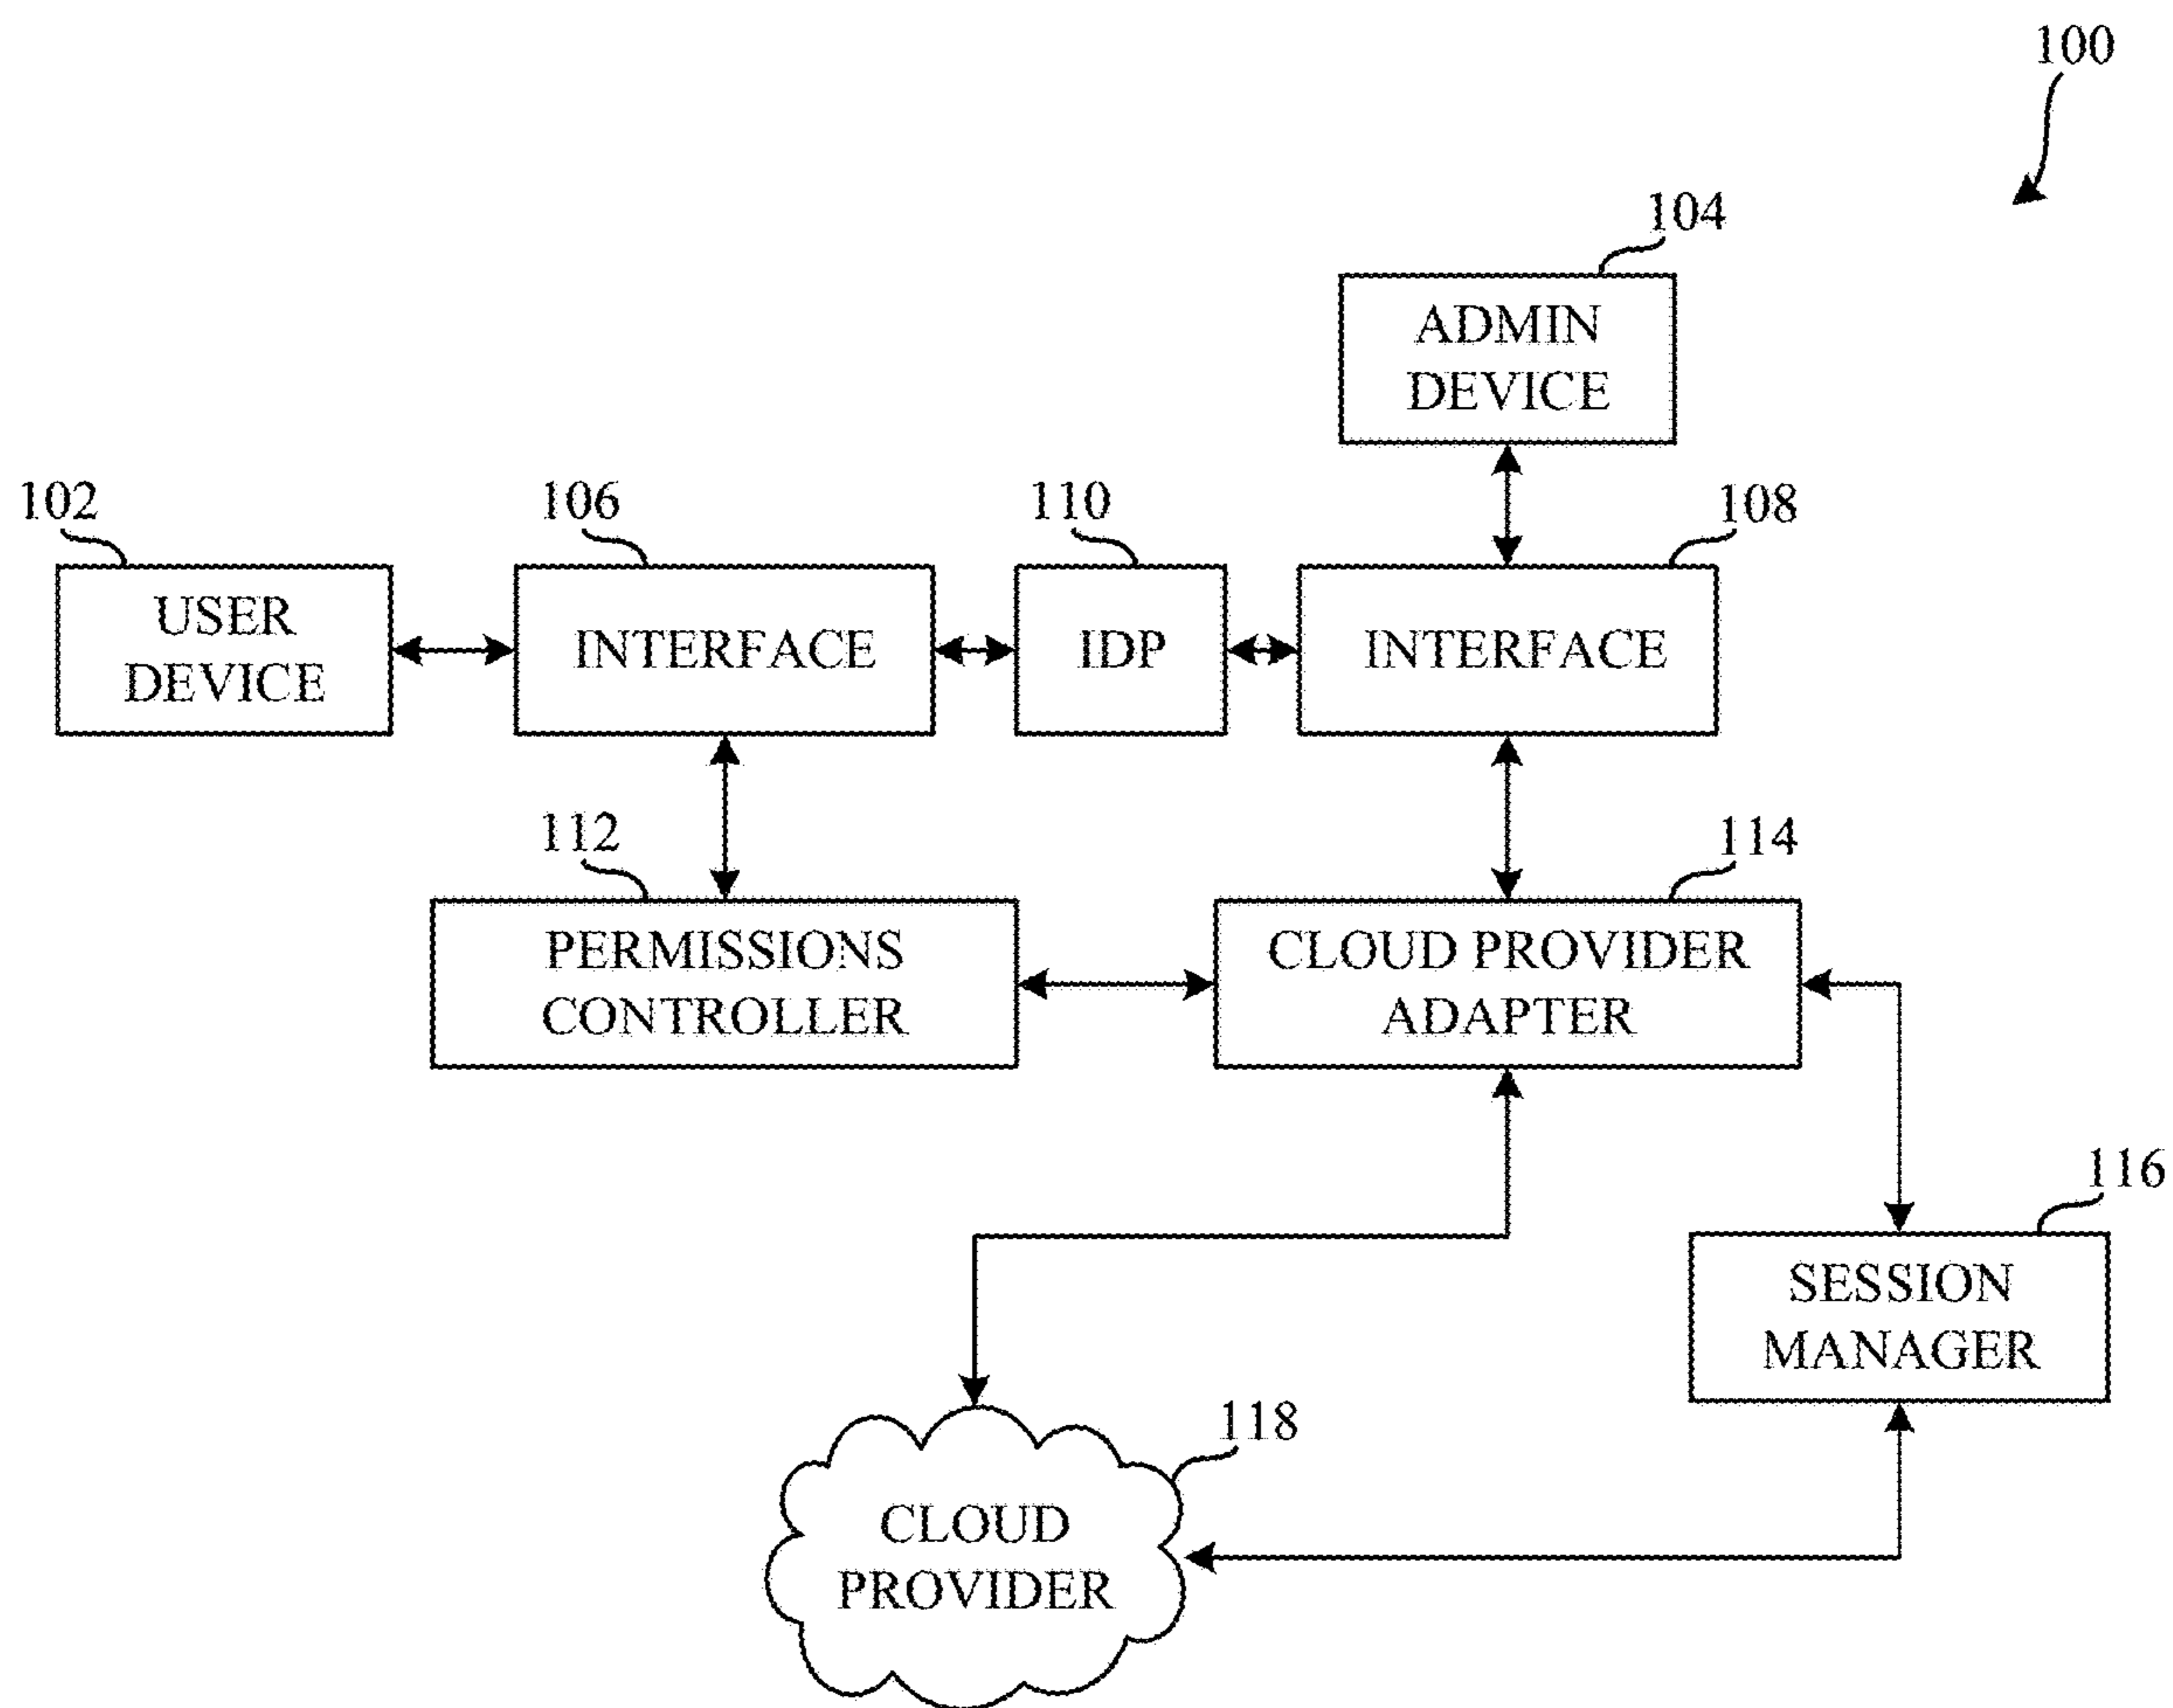 100
104
ADMIN
DEVICE
102
106
110
108
USER
DEVICE
INTERFACE
IDP
INTERFACE
112
114
PERMISSIONS
CONTROLLER
CLOUD PROVIDER
ADAPTER
116
SESSION
MANAGER
118
CLOUD
PROVIDER